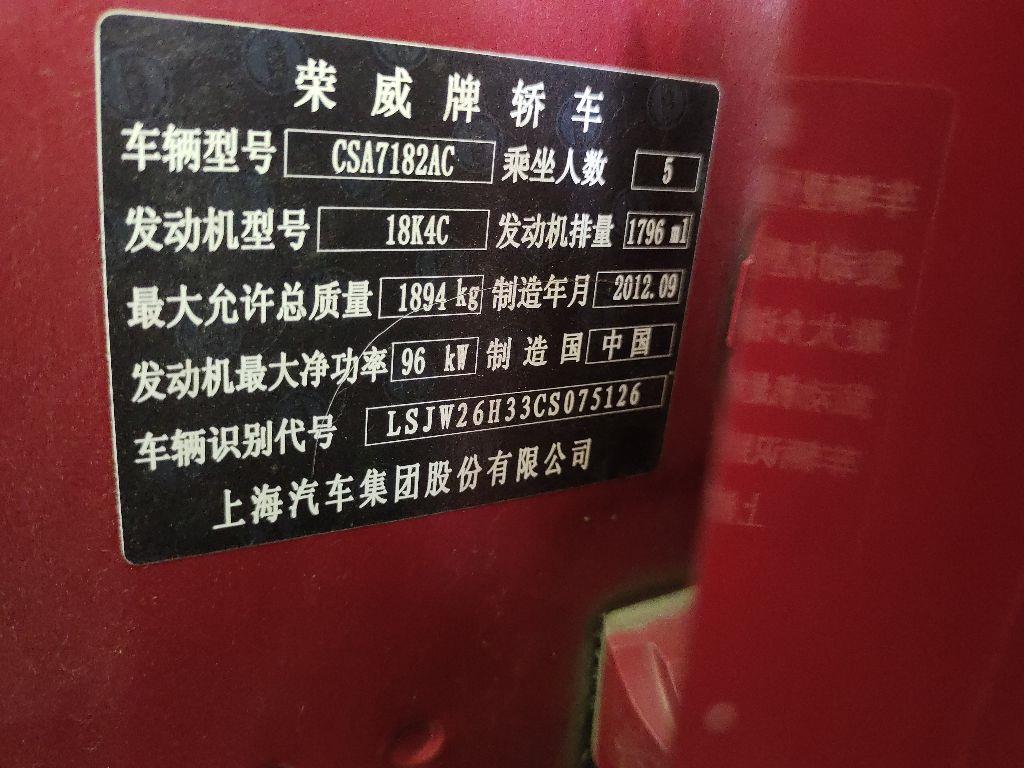 荣威牌轿车
车辆型号 CSA7182AC 乘坐人数 5
发动机型号 18K4C 发动机排量 1796 ml
最大允许总质量 1894 kg 制造年月 2012.09
发动机最大净功率 96 kW 制造国 中国
车辆识别代号 LSJW26H33CS075126
上海汽车集团股份有限公司